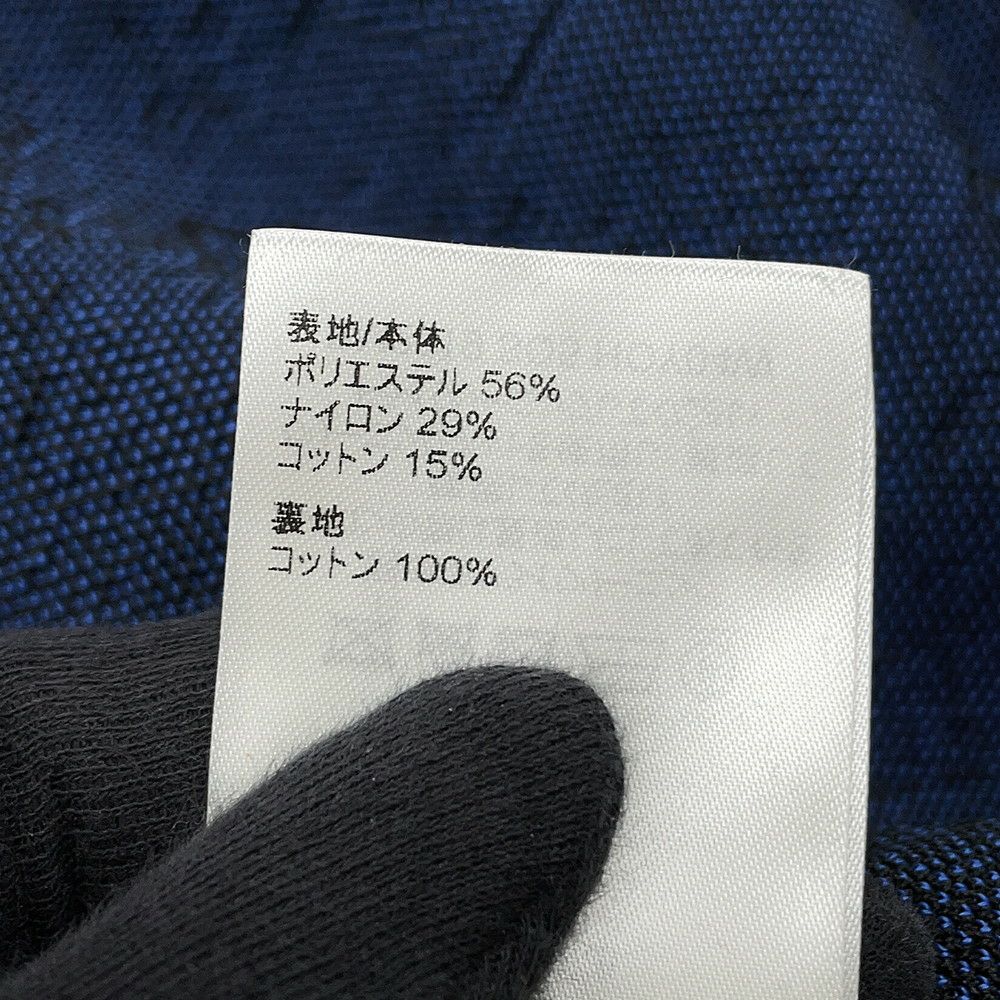 表地/本体
ポリエステル 56%
ナイロン 29%
コットン 15%
裏地
コットン 100%